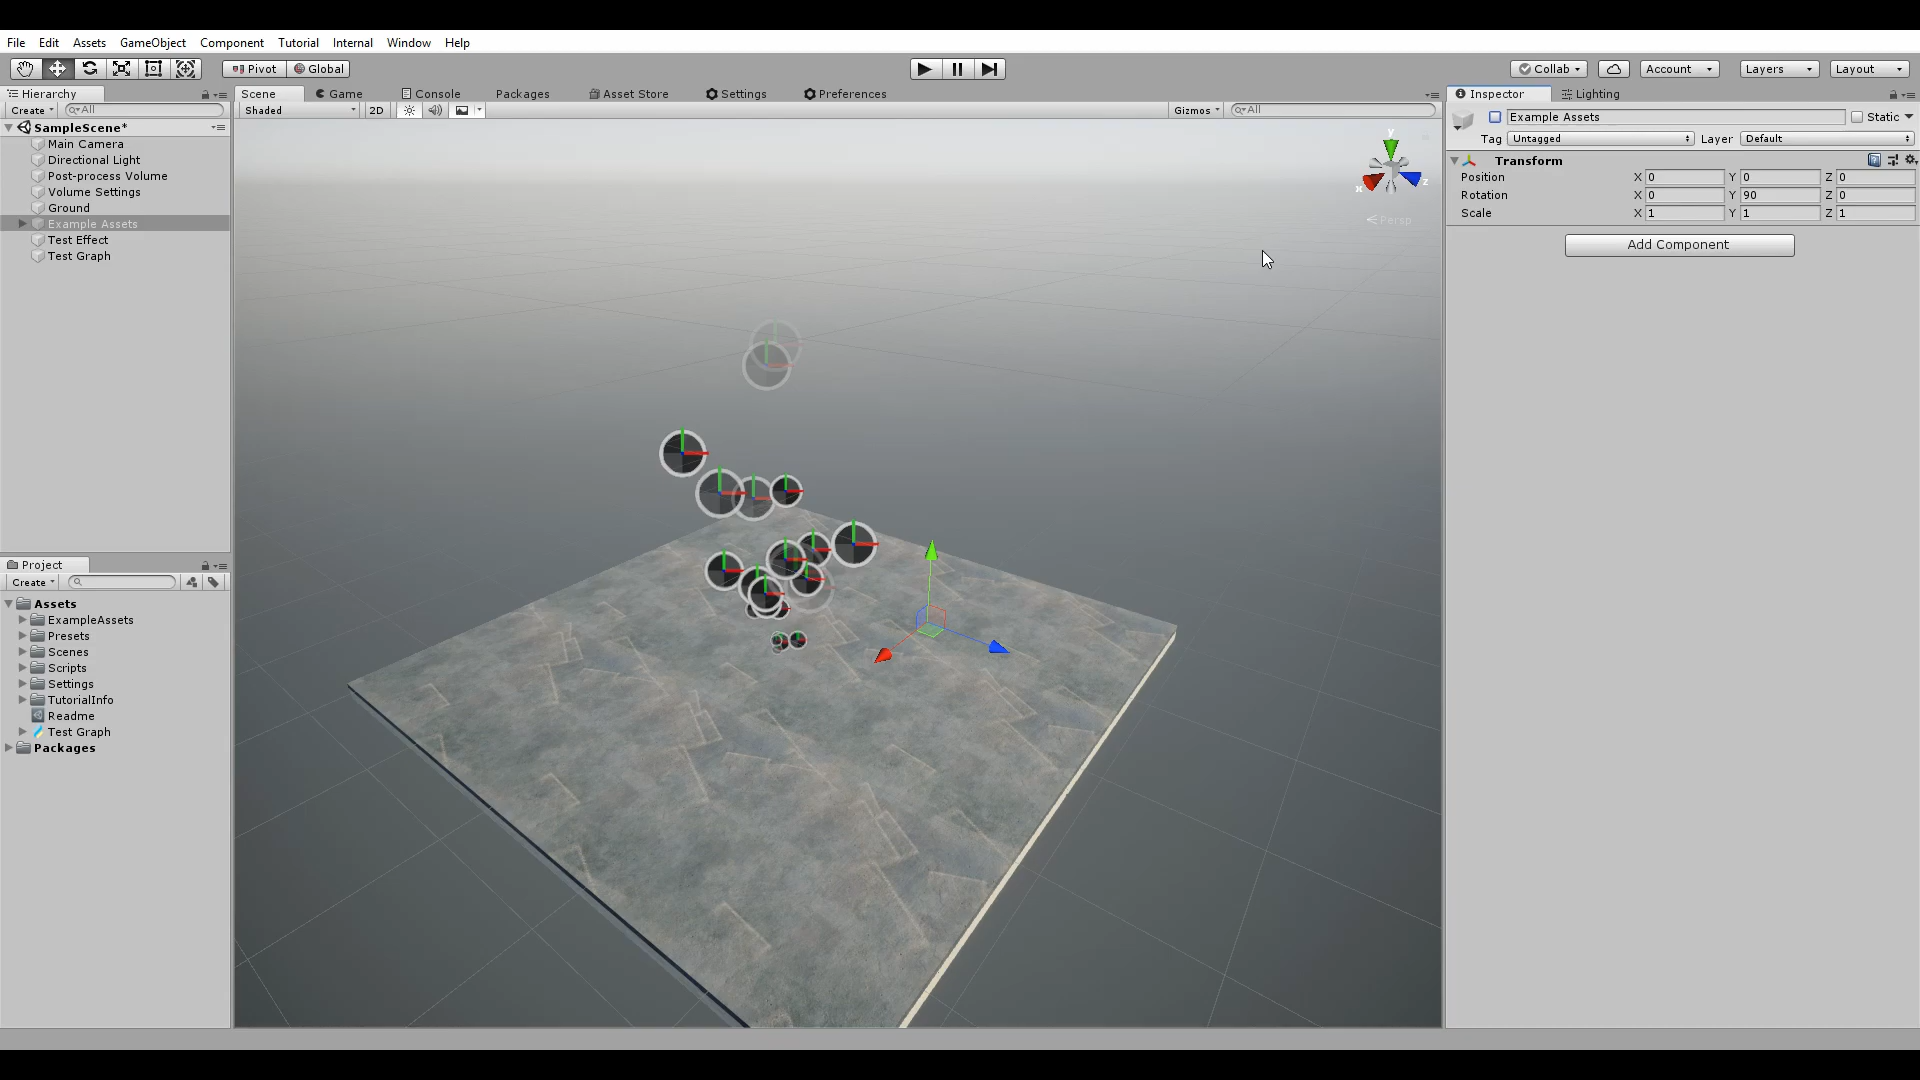 File Edit Assets GameObject Component Tutorial Internal Window Help
Pivot Global Collab Account Layers Layout
Hierarchy
Create All
SampleScene*
Main Camera
Directional Light
Post-process Volume
Volume Settings
Ground
Example Assets
Test Effect
Test Graph
Project
Create
Assets
ExampleAssets
Presets
Scenes
Scripts
Settings
TutorialInfo
Readme
Test Graph
Packages
Scene Game Console Packages Asset Store Settings Preferences
Shaded 2D Gizmos All
y
x z
Persp
Inspector Lighting
Example Assets Static
Tag Untagged Layer Default
Transform
Position X 0 Y 0 Z 0
Rotation X 0 Y 90 Z 0
Scale X 1 Y 1 Z 1
Add Component